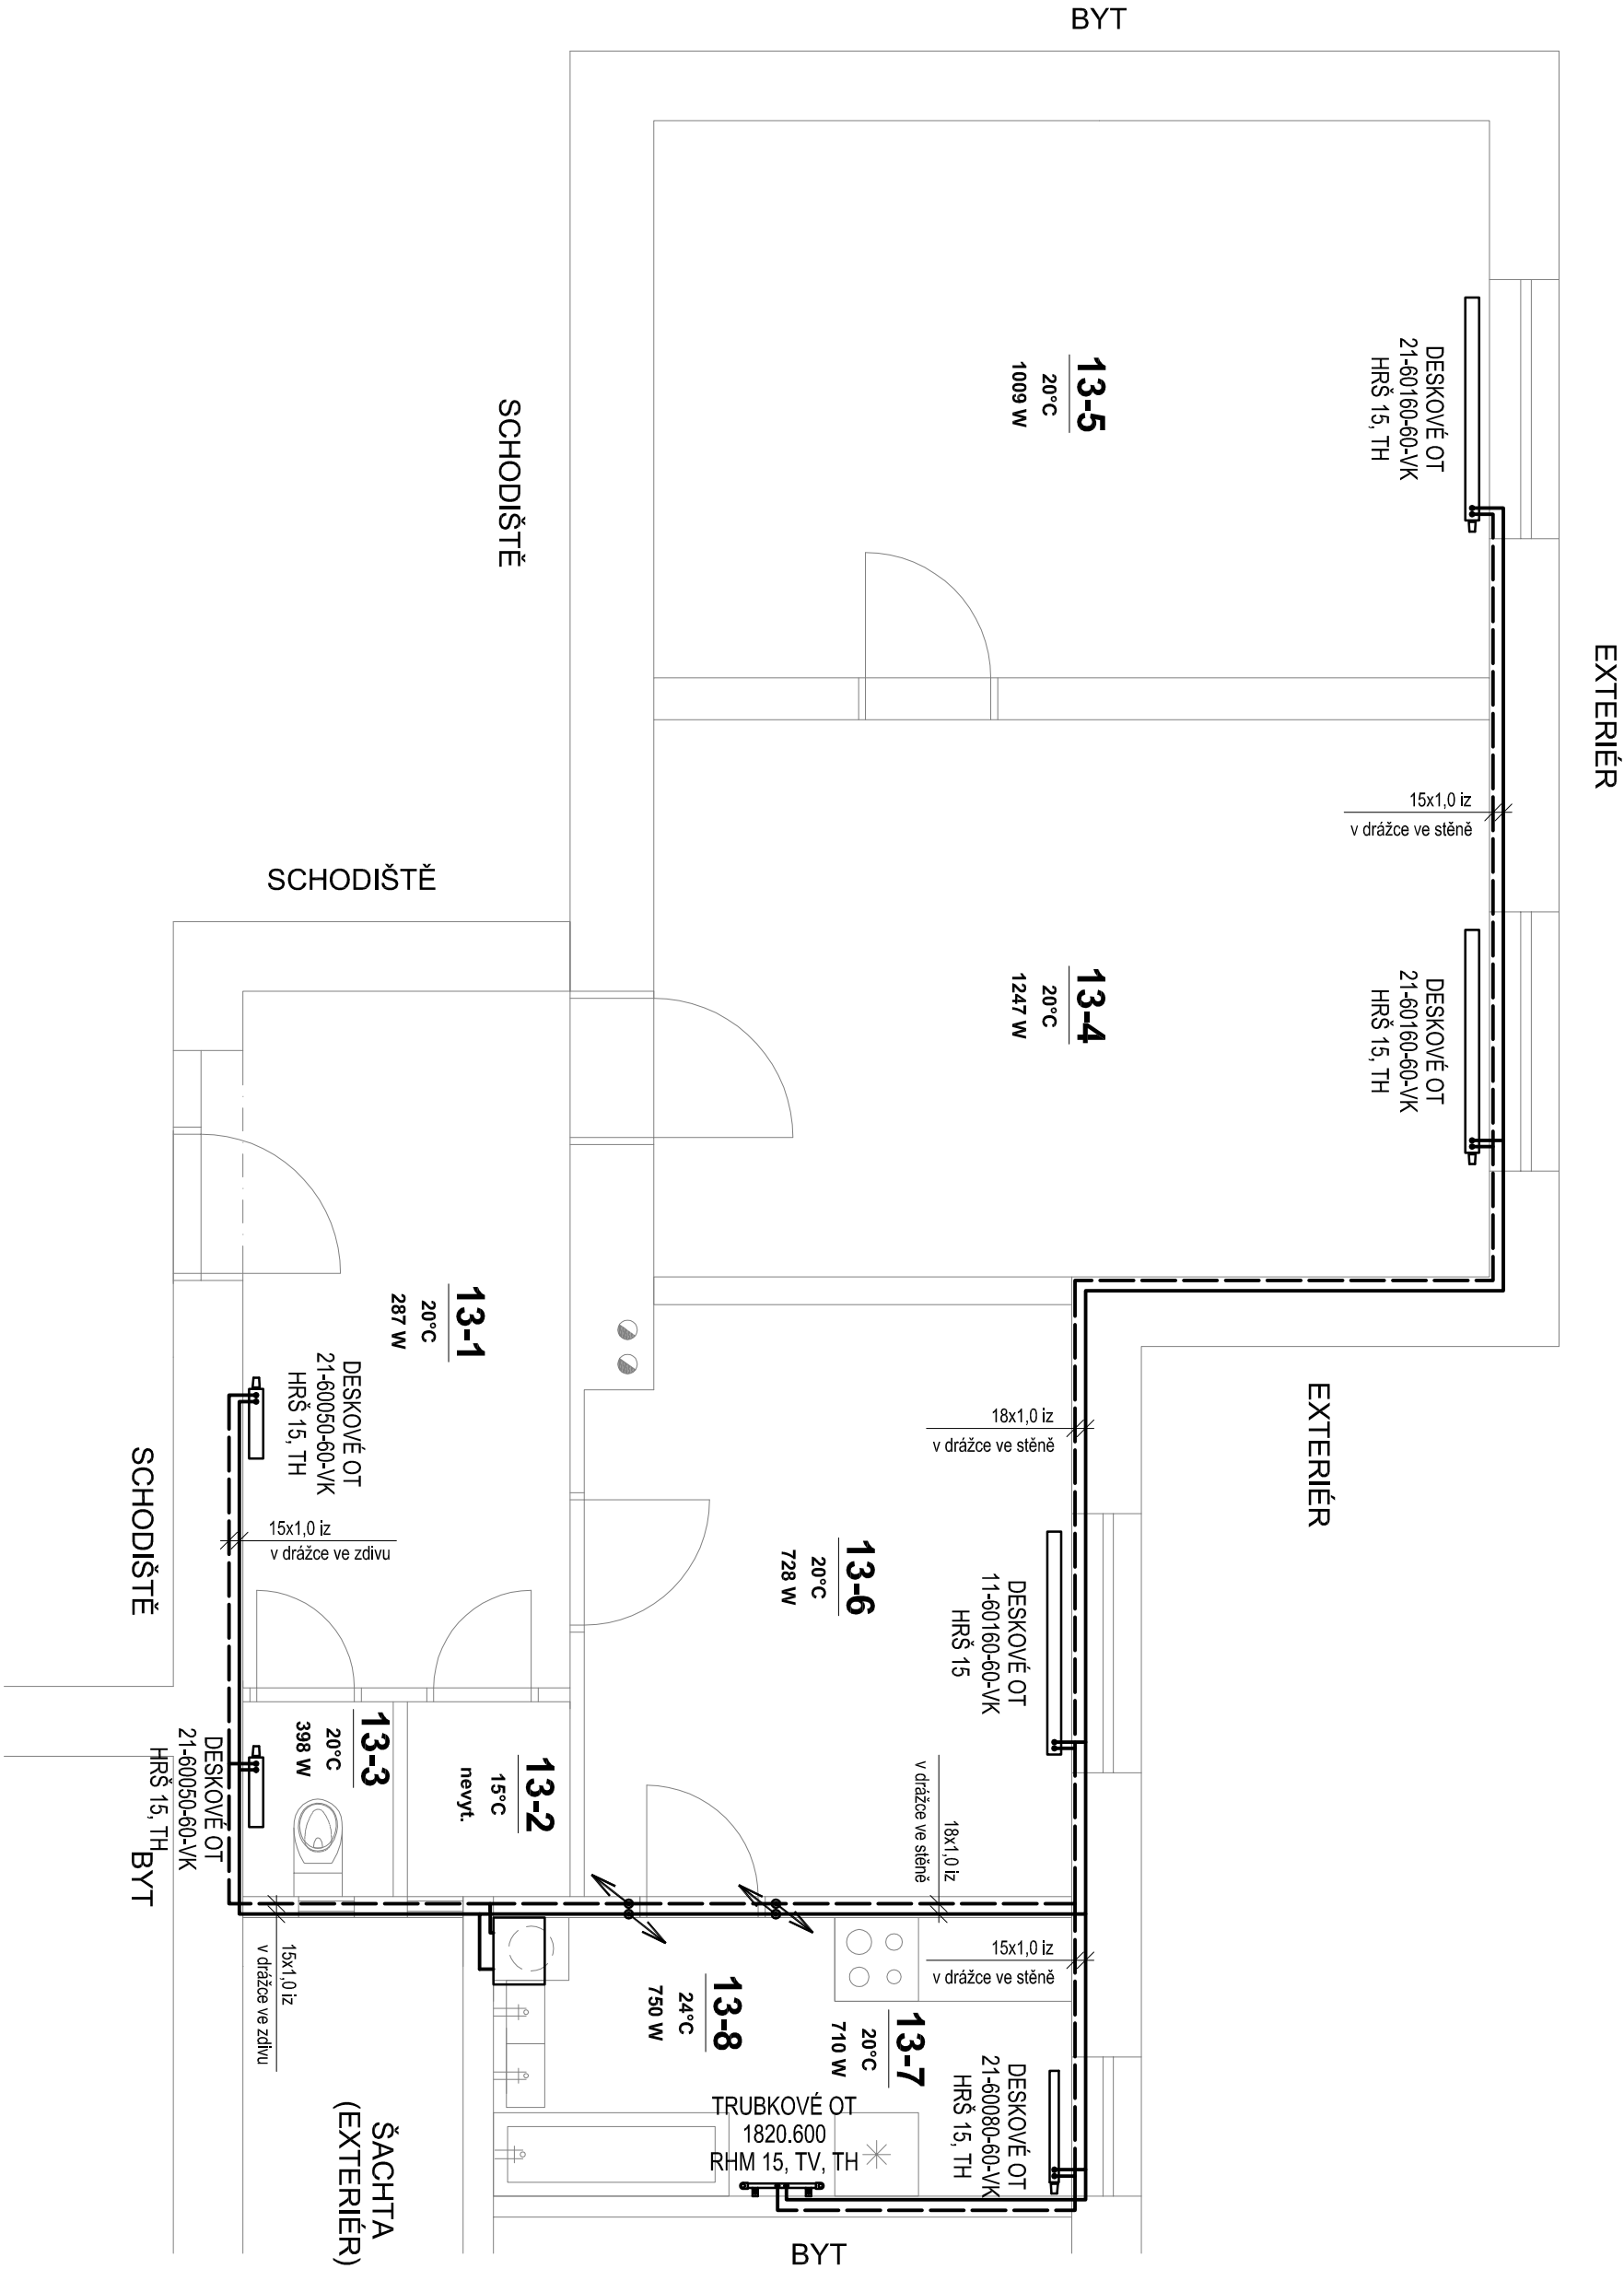 BYT
EXTERIÉR
DESKOVÉ OT
21-60160-60-VK
HRŠ 15, TH
13-5
20°C
1009 W
SCHODIŠTĚ
15x1,0 iz
v drážce ve stěně
DESKOVÉ OT
21-60160-60-VK
HRŠ 15, TH
13-4
20°C
1247 W
SCHODIŠTĚ
13-1
20°C
287 W
DESKOVÉ OT
21-60050-60-VK
HRŠ 15, TH
SCHODIŠTĚ
15x1,0 iz
v drážce ve zdivu
EXTERIÉR
18x1,0 iz
v drážce ve stěně
13-6
20°C
728 W
DESKOVÉ OT
11-60160-60-VK
HRŠ 15
13-3
20°C
398 W
13-2
15°C
nevyt.
DESKOVÉ OT
21-60050-60-VK
HRŠ 15, TH
BYT
18x1,0 iz
v drážce ve stěně
15x1,0 iz
v drážce ve stěně
15x1,0 iz
v drážce ve zdivu
13-8
24°C
750 W
13-7
20°C
710 W
DESKOVÉ OT
21-60080-60-VK
HRŠ 15, TH
TRUBKOVÉ OT
1820.600
RHM 15, TV, TH
ŠACHTA
(EXTERIÉR)
BYT